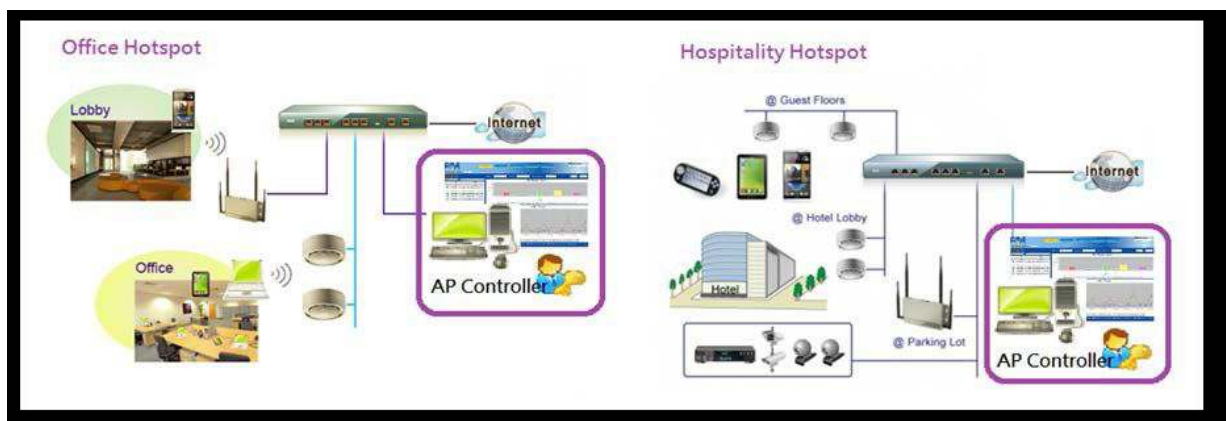 Office Hotspot
Lobby
Internet
AP Controller
Office
Hospitality Hotspot
@ Guest Floors
Internet
@ Hotel Lobby
Hotel
@ Parking Lot
AP Controller